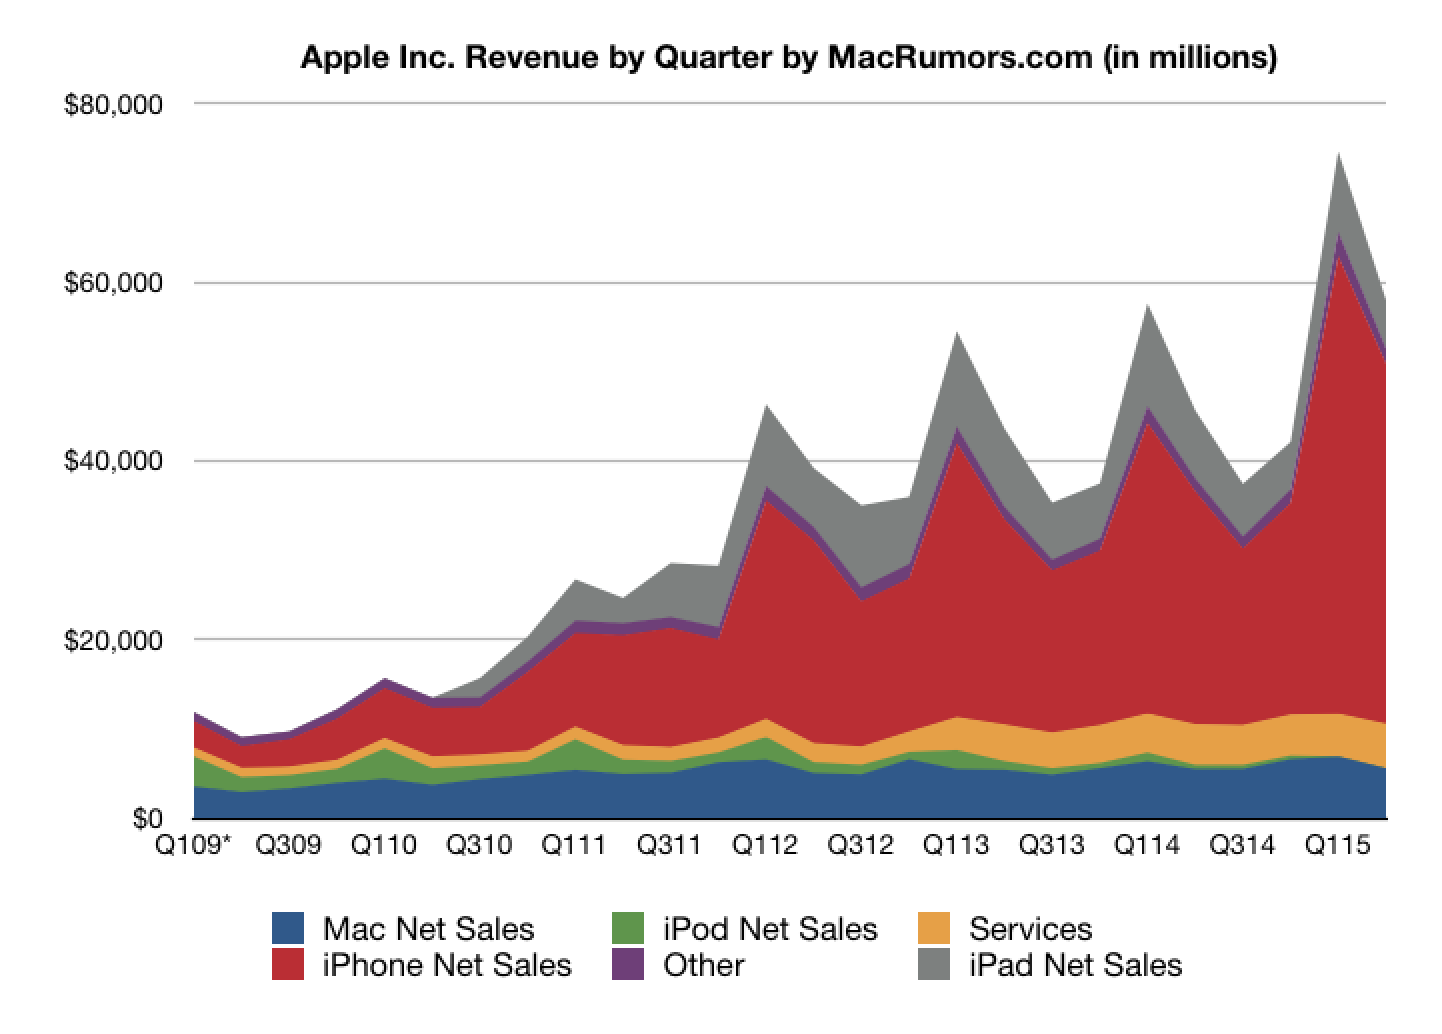 Apple Inc. Revenue by Quarter by MacRumors.com (in millions)
$80,000
$60,000
$40,000
$20,000
$0
Q109* Q309 Q110 Q310 Q111 Q311 Q112 Q312 Q113 Q313 Q114 Q314 Q115
Mac Net Sales iPod Net Sales Services
iPhone Net Sales Other iPad Net Sales